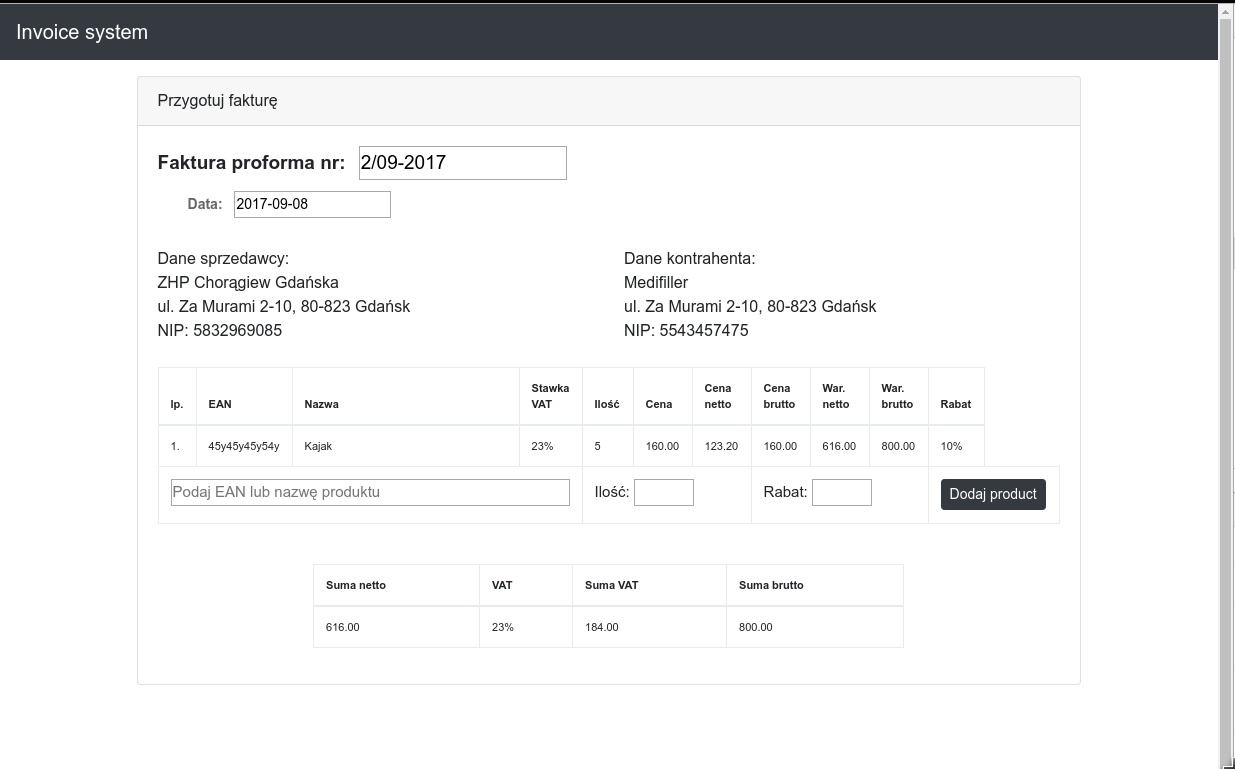 Invoice system
Przygotuj fakturę
Faktura proforma nr: 2/09-2017
Data: 2017-09-08
Dane sprzedawcy:
ZHP Chorągiew Gdańska
ul. Za Murami 2-10, 80-823 Gdańsk
NIP: 5832969085
Dane kontrahenta:
Medifiller
ul. Za Murami 2-10, 80-823 Gdańsk
NIP: 5543457475
lp. EAN Nazwa Stawka VAT Ilość Cena Cena netto Cena brutto War. netto War. brutto Rabat
1. 45y45y45y54y Kajak 23% 5 160.00 123.20 160.00 616.00 800.00 10%
Podaj EAN lub nazwę produktu Ilość: Rabat: Dodaj product
Suma netto VAT Suma VAT Suma brutto
616.00 23% 184.00 800.00